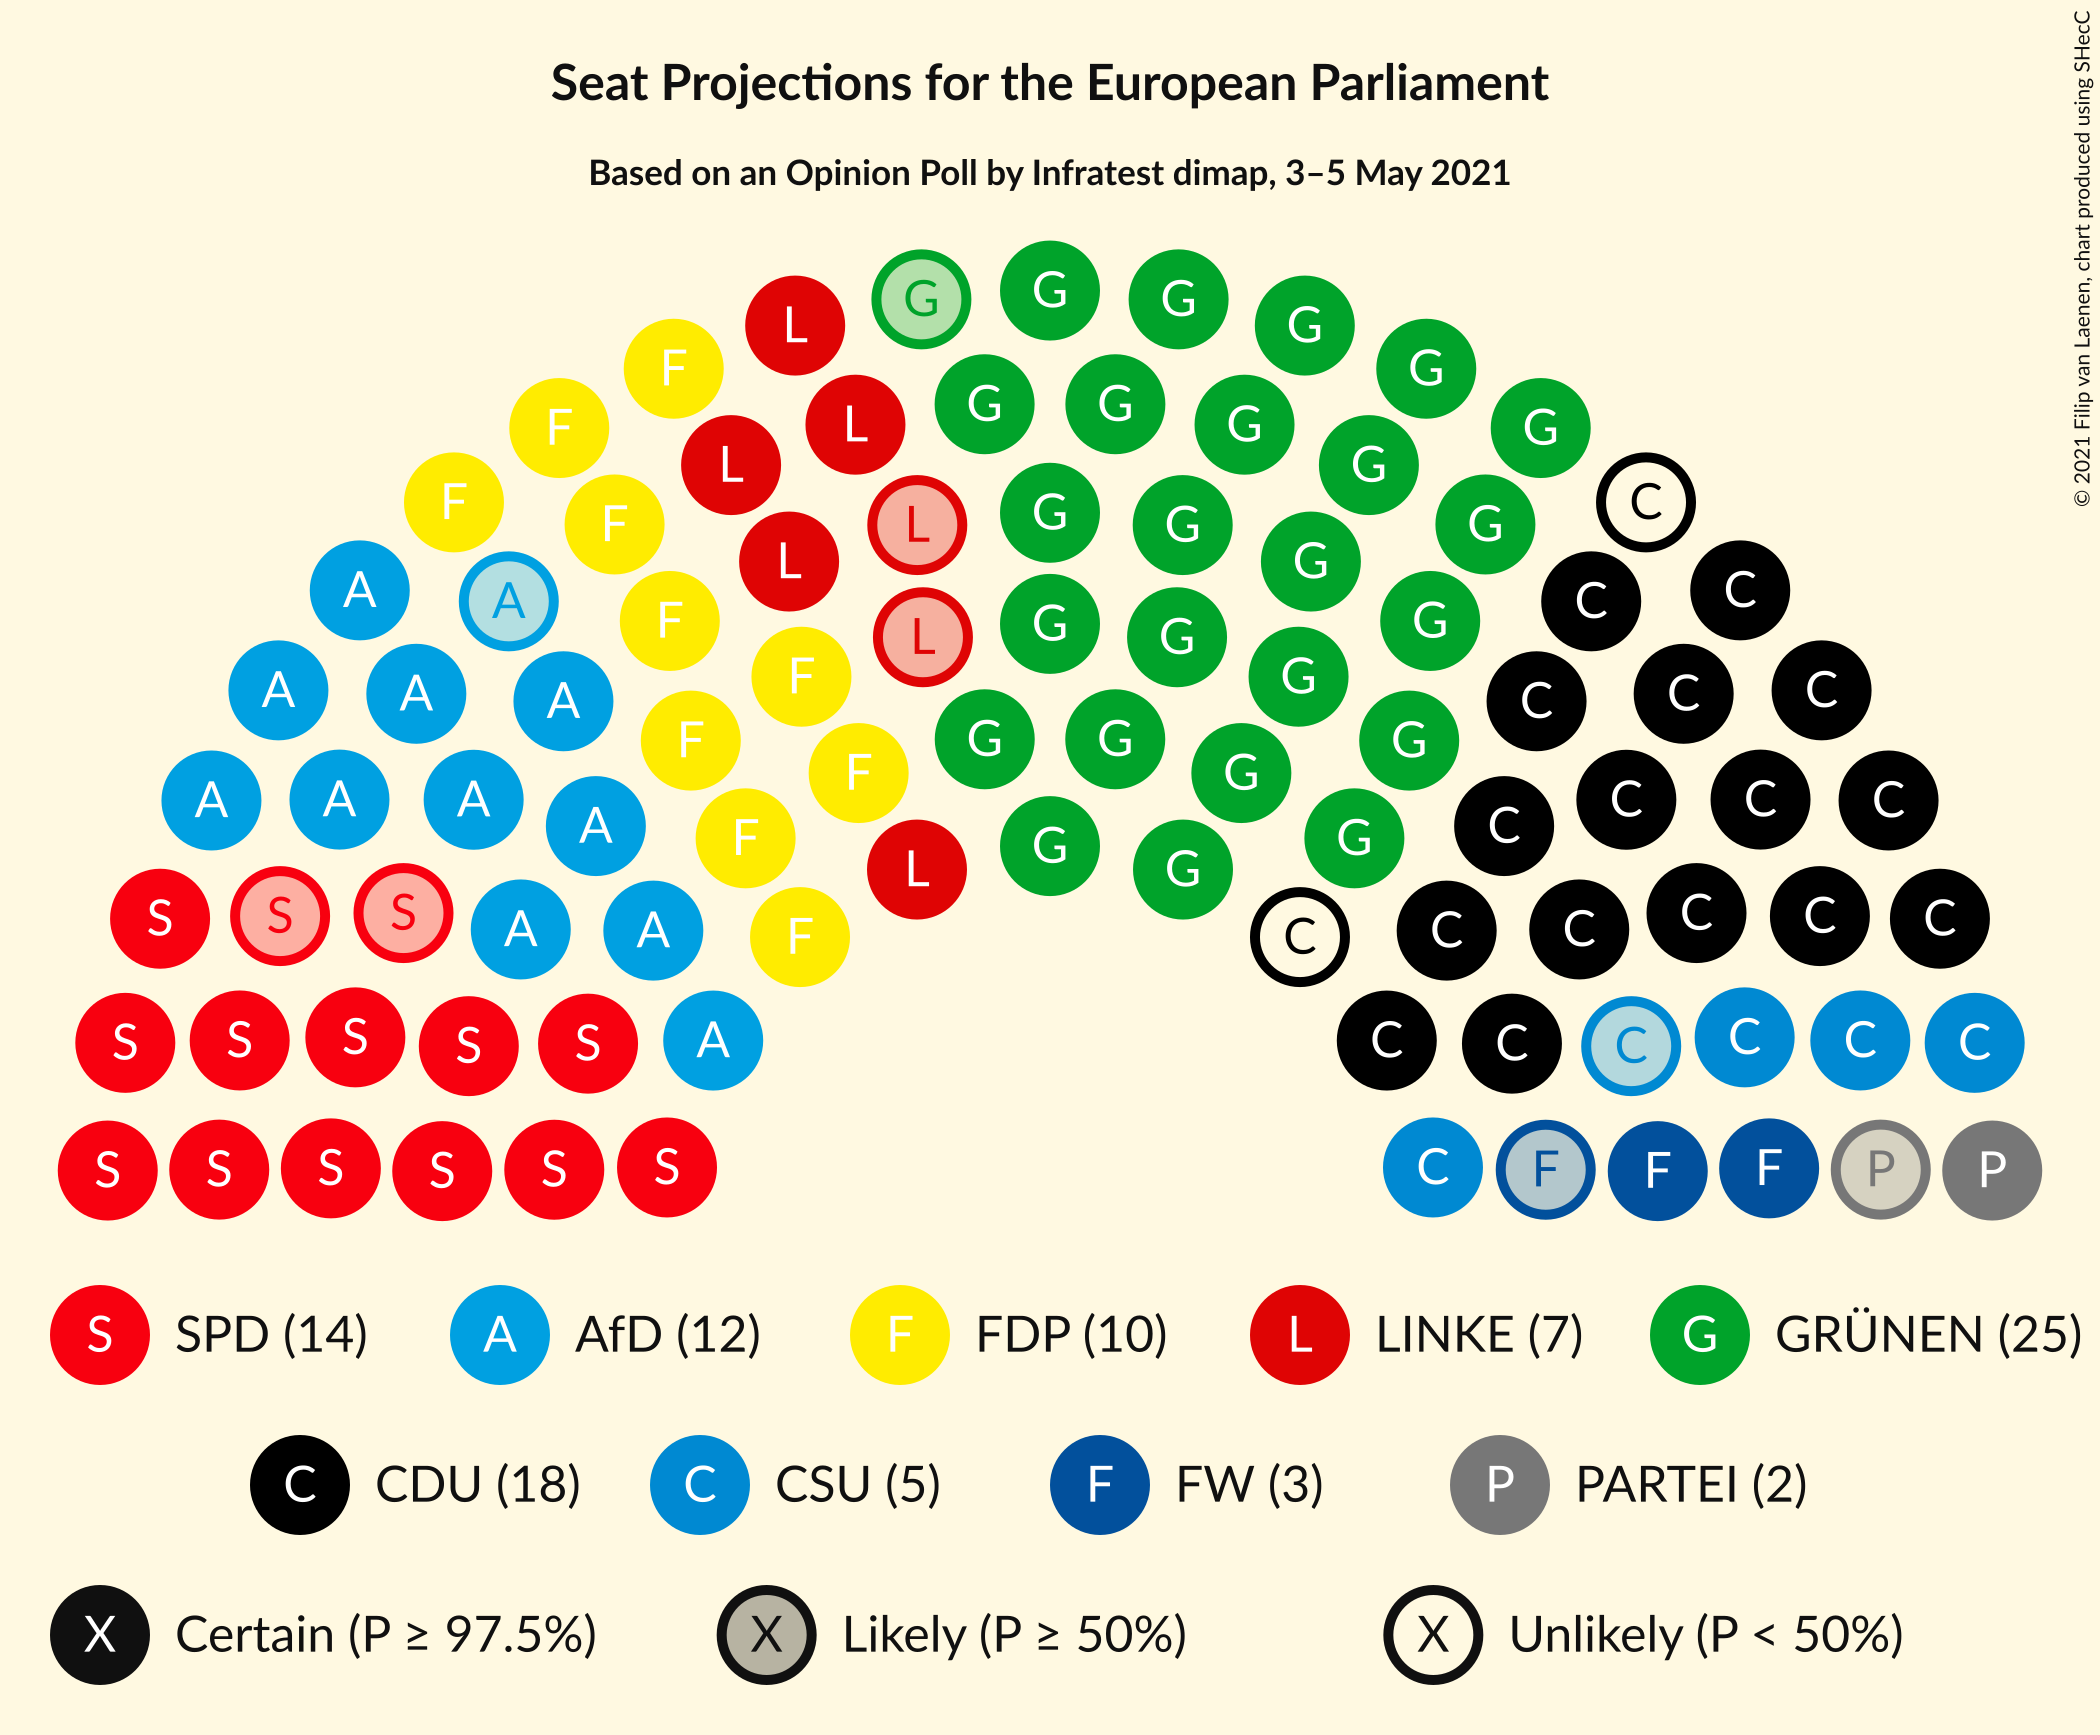 Seat Projections for the European Parliament
Based on an Opinion Poll by Infratest dimap, 3–5 May 2021
© 2021 Filip van Laenen, chart produced using SHecC
G G G G
L G
F G
F L G G G G
L G
F C
F L G G L G G
A C
A F L G G G C
A A A F F G C C C
F G G G G
A A A A F F G C C C C
S S S A A F L G G C C C C C C
S S S S S A C C C C C C
S S S S S S C F F F P P
S SPD (14) A AfD (12) F FDP (10) L LINKE (7) G GRÜNEN (25)
C CDU (18) C CSU (5) F FW (3) P PARTEI (2)
X Certain (P ≥ 97.5%) X Likely (P ≥ 50%) X Unlikely (P < 50%)